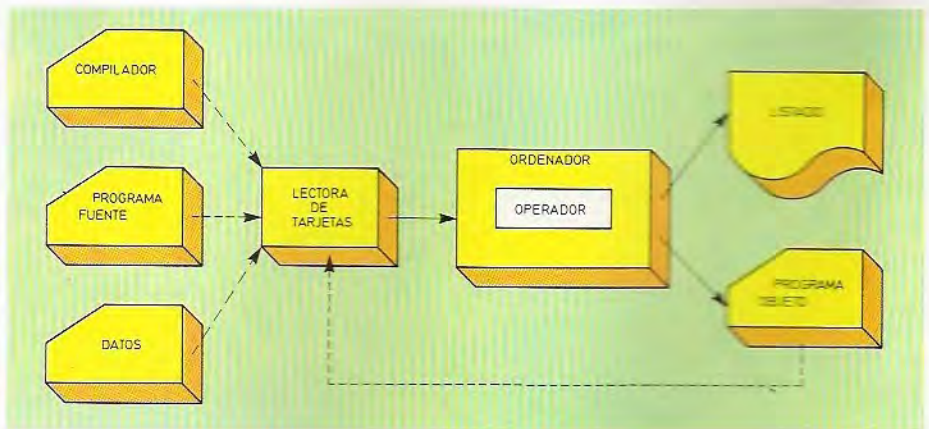 COMPILADOR
PROGRAMA
FUENTE
DATOS
LECTORA
DE
TARJETAS
ORDENADOR
OPERADOR
LISTADO
PROGRAMA
OBJETO